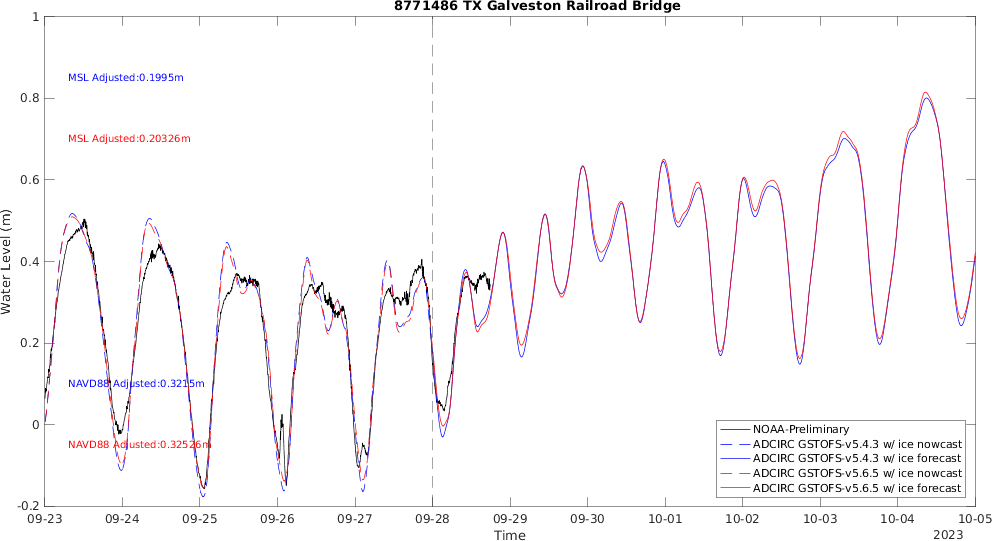 8771486 TX Galveston Railroad Bridge
1
0.8
0.6
0.4
0.2
0
-0.2
Water Level (m)
MSL Adjusted:0.1995m
MSL Adjusted:0.20326m
NAVD88 Adjusted:0.3215m
NAVD88 Adjusted:0.32526m
NOAA-Preliminary
ADCIRC GSTOFS-v5.4.3 w/ ice nowcast
ADCIRC GSTOFS-v5.4.3 w/ ice forecast
ADCIRC GSTOFS-v5.6.5 w/ ice nowcast
ADCIRC GSTOFS-v5.6.5 w/ ice forecast
09-23 09-24 09-25 09-26 09-27 09-28 09-29 09-30 10-01 10-02 10-03 10-04 10-05
Time
2023